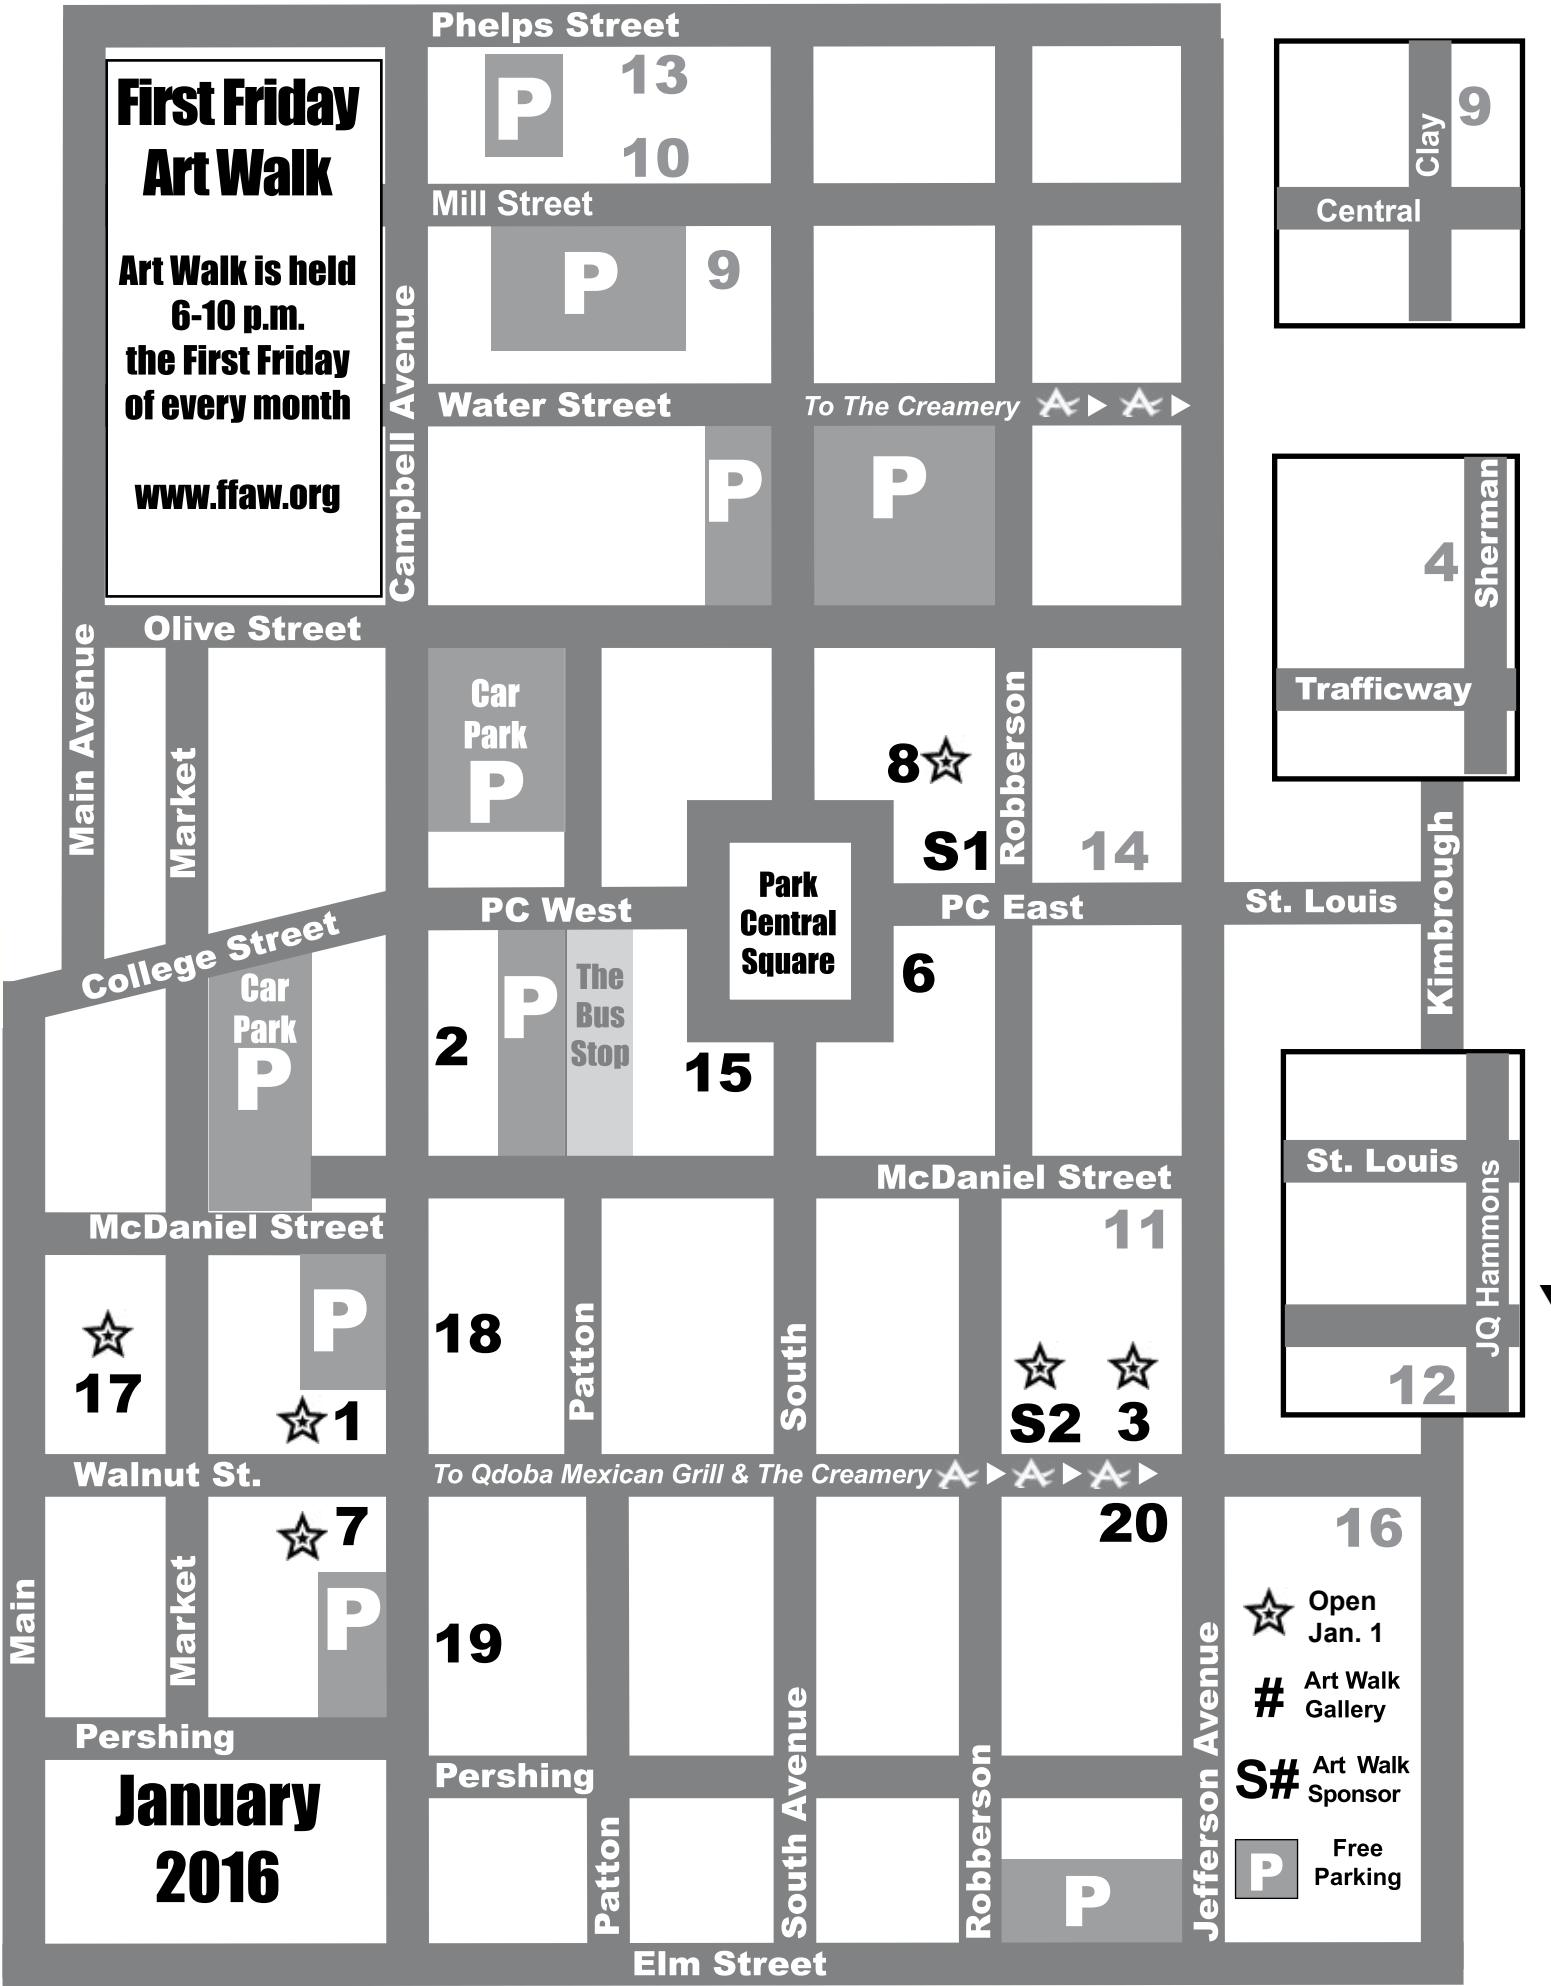 Phelps Street
First Friday
Art Walk
Art Walk is held
6-10 p.m.
the First Friday
of every month
www.ffaw.org
P
13
10
Mill Street
P
9
Campbell Avenue
Water Street
To The Creamery
P
P
Olive Street
Main Avenue
Market
Car
Park
P
8
S1
Robberson
14
Park
Central
Square
PC West
PC East
St. Louis
College Street
Car
Park
P
2
P
The
Bus
Stop
15
6
McDaniel Street
McDaniel Street
17
P
1
18
Patton
South
11
S2
3
Walnut St.
To Qdoba Mexican Grill & The Creamery
Main
Market
7
P
19
20
16
Open
Jan. 1
#
Art Walk
Gallery
S#
Art Walk
Sponsor
P
Free
Parking
Pershing
Pershing
January
2016
Patton
South Avenue
Robberson
P
Jefferson Avenue
Elm Street
Clay
9
Central
Sherman
4
Trafficway
Kimbrough
St. Louis
JQ Hammons
12